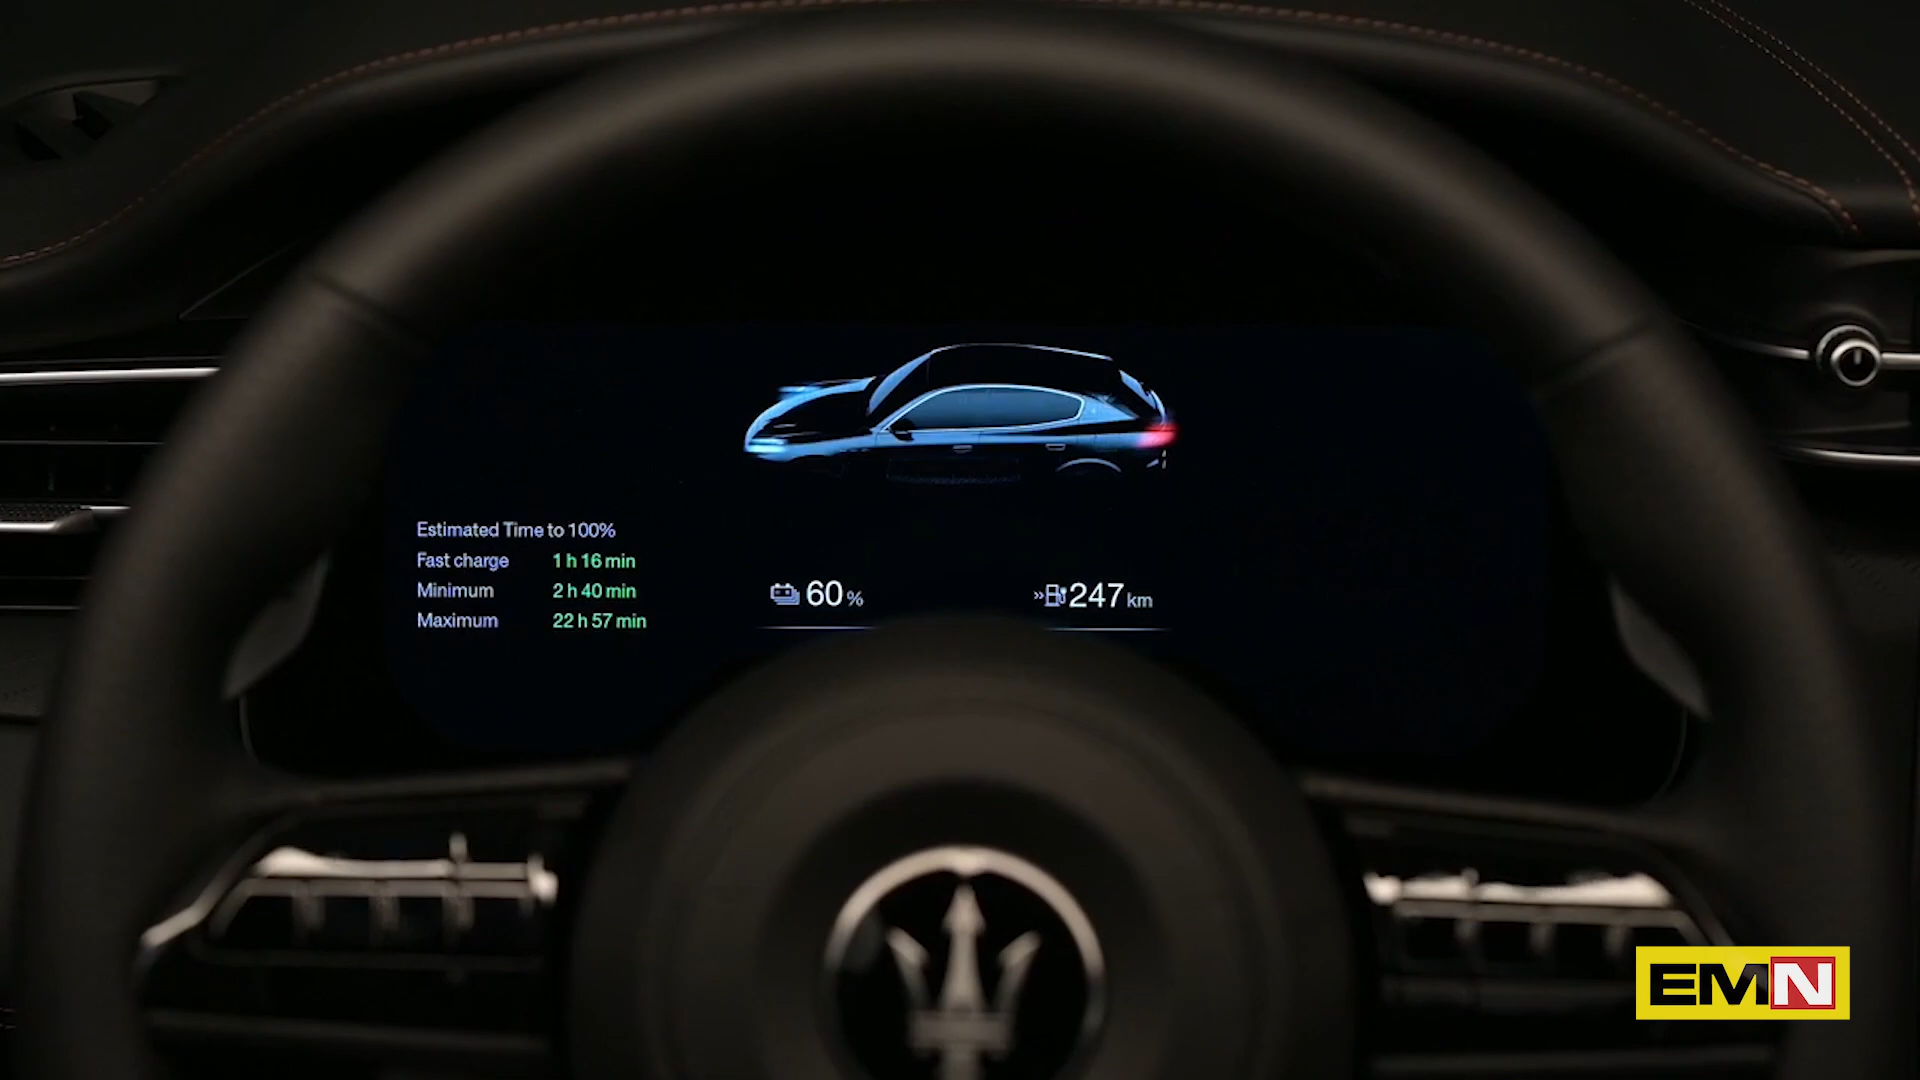 Estimated Time to 100%
Fast charge 1 h 16 min
Minimum 2 h 40 min
Maximum 22 h 57 min
60 %
»247 km
EMN